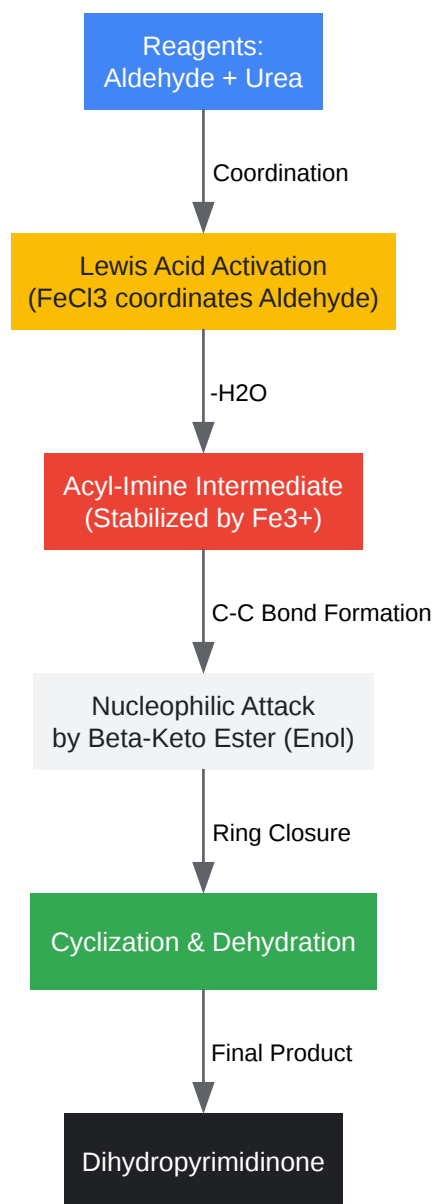 Reagents:
Aldehyde + Urea
Coordination
Lewis Acid Activation
(FeCl3 coordinates Aldehyde)
-H2O
Acyl-Imine Intermediate
(Stabilized by Fe3+)
C-C Bond Formation
Nucleophilic Attack
by Beta-Keto Ester (Enol)
Ring Closure
Cyclization & Dehydration
Final Product
Dihydropyrimidinone